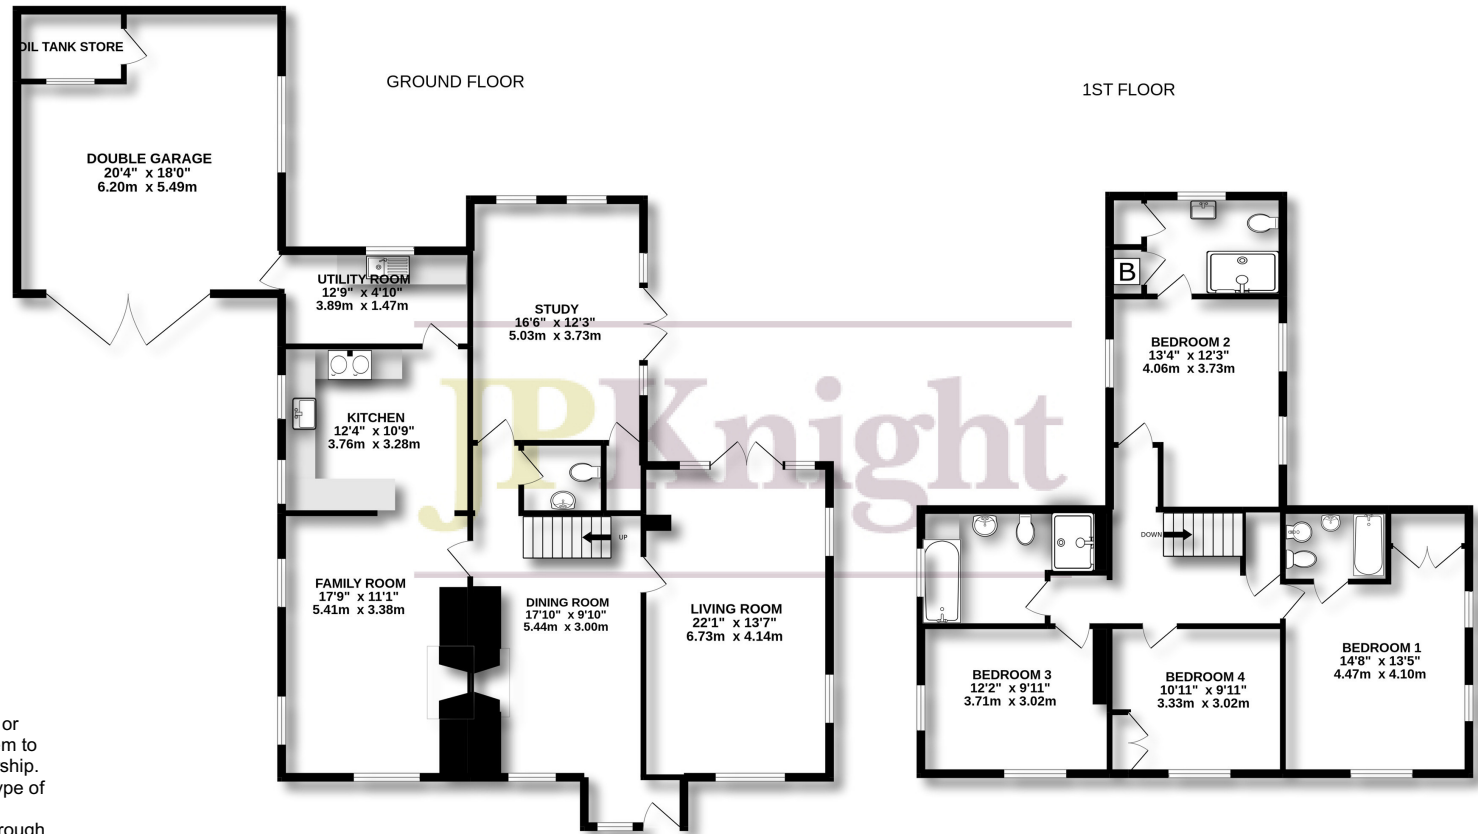 GROUND FLOOR
1ST FLOOR
OIL TANK STORE
DOUBLE GARAGE
20'4" x 18'0"
6.20m x 5.49m
UTILITY ROOM
12'9" x 4'10"
3.89m x 1.47m
STUDY
16'6" x 12'3"
5.03m x 3.73m
KITCHEN
12'4" x 10'9"
3.76m x 3.28m
UP
FAMILY ROOM
17'9" x 11'1"
5.41m x 3.38m
DINING ROOM
17'10" x 9'10"
5.44m x 3.00m
LIVING ROOM
22'1" x 13'7"
6.73m x 4.14m
JPKnight
B
BEDROOM 2
13'4" x 12'3"
4.06m x 3.73m
DOWN
BEDROOM 3
12'2" x 9'11"
3.71m x 3.02m
BEDROOM 4
10'11" x 9'11"
3.33m x 3.02m
BEDROOM 1
14'8" x 13'5"
4.47m x 4.10m
or
m to
ship.
ype of
rough